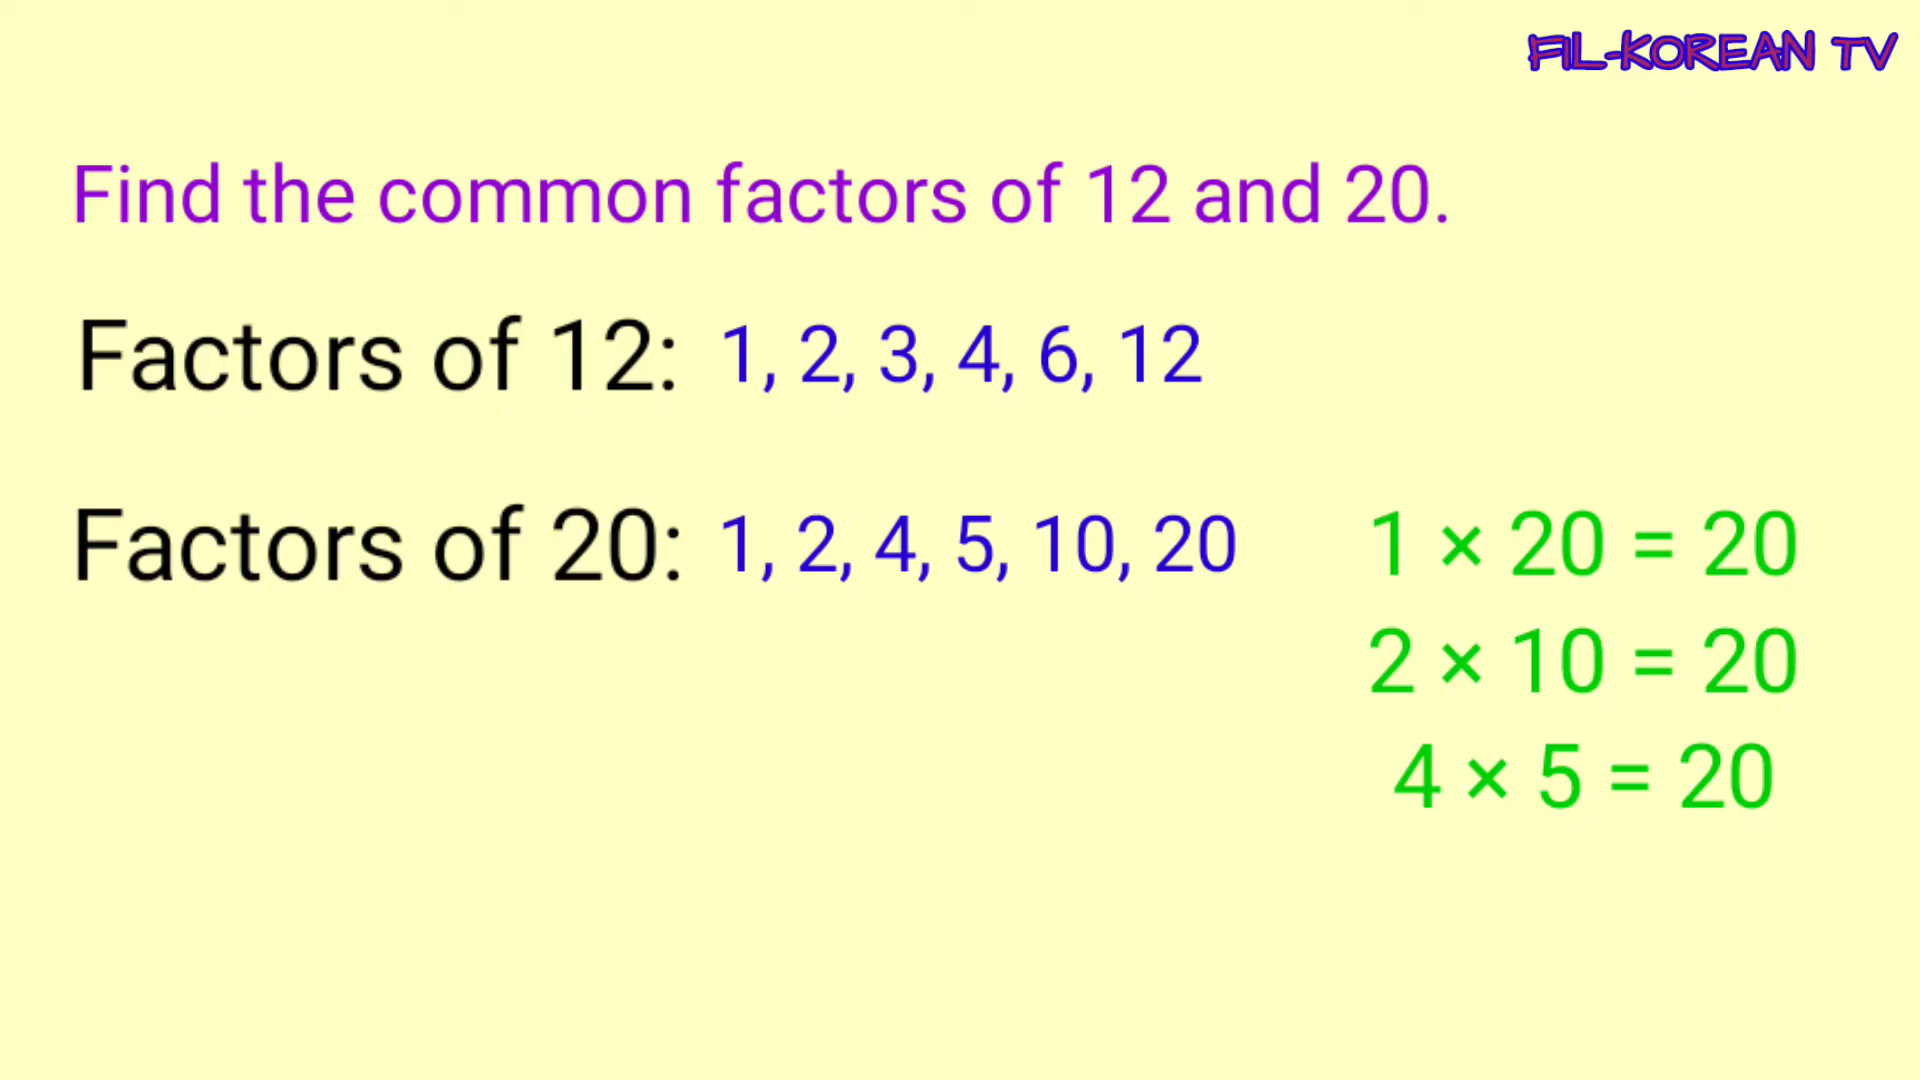 FIL-KOREAN TV
Find the common factors of 12 and 20.
Factors of 12: 1, 2, 3, 4, 6, 12
Factors of 20: 1, 2, 4, 5, 10, 20
1 × 20 = 20
2 × 10 = 20
4 × 5 = 20